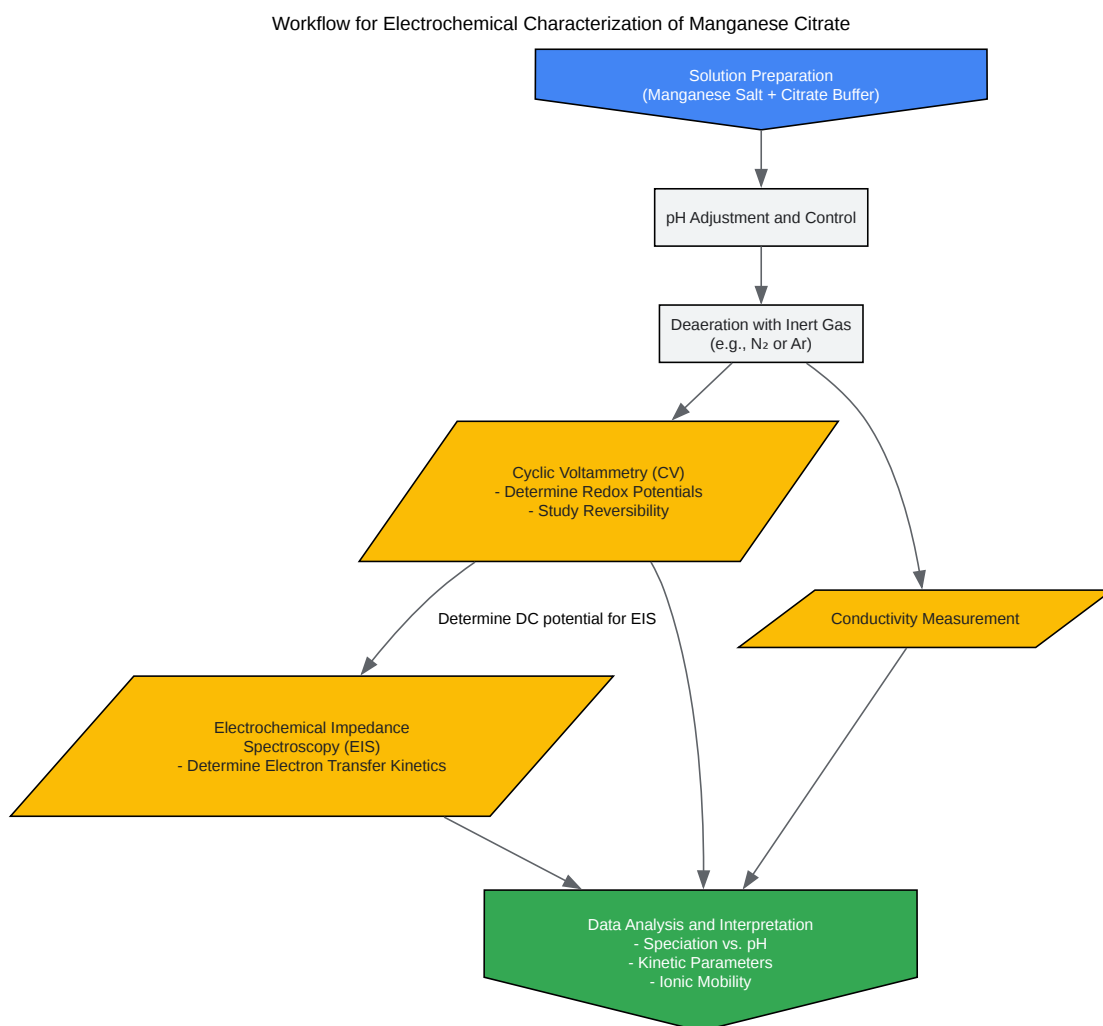 Workflow for Electrochemical Characterization of Manganese Citrate
Solution Preparation
(Manganese Salt + Citrate Buffer)
pH Adjustment and Control
Deaeration with Inert Gas
(e.g., N₂ or Ar)
Cyclic Voltammetry (CV)
- Determine Redox Potentials
- Study Reversibility
Determine DC potential for EIS
Conductivity Measurement
Electrochemical Impedance
Spectroscopy (EIS)
- Determine Electron Transfer Kinetics
Data Analysis and Interpretation
- Speciation vs. pH
- Kinetic Parameters
- Ionic Mobility